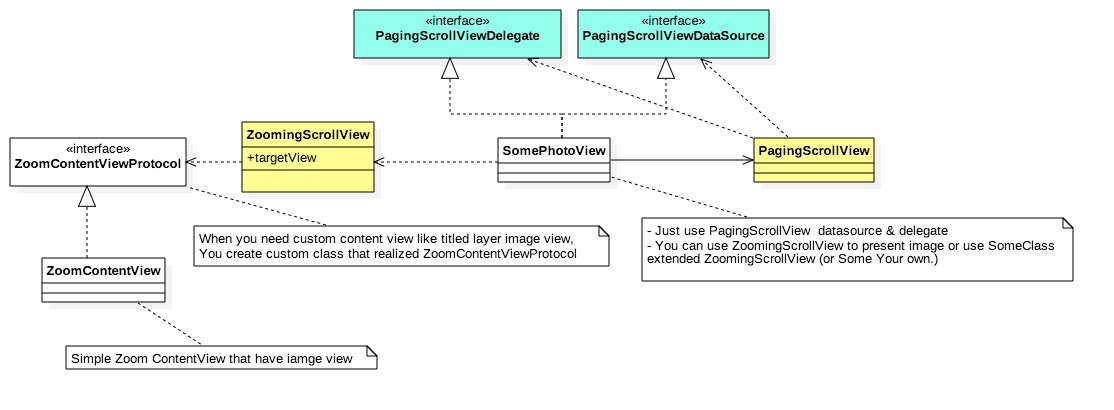 «interface»
PagingScrollViewDelegate
«interface»
PagingScrollViewDataSource
«interface»
ZoomContentViewProtocol
ZoomingScrollView
+targetView
SomePhotoView
PagingScrollView
When you need custom content view like titled layer image view,
You create custom class that realized ZoomContentViewProtocol
- Just use PagingScrollView  datasource & delegate
- You can use ZoomingScrollView to present image or use SomeClass
extended ZoomingScrollView (or Some Your own.)
ZoomContentView
Simple Zoom ContentView that have iamge view